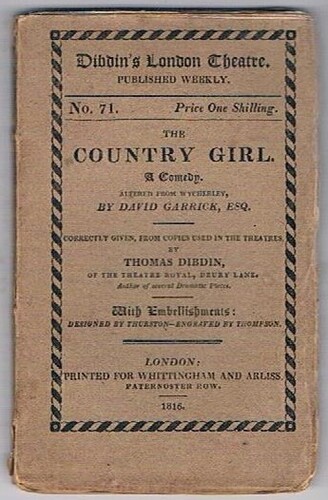 Dibdin's London Theatre.
PUBLISHED WEEKLY.
No. 71. Price One Shilling.
THE
COUNTRY GIRL.
A Comedy.
ALTERED FROM WYCHERLEY,
BY DAVID GARRICK, ESQ.
CORRECTLY GIVEN, FROM COPIES USED IN THE THEATRES,
BY
THOMAS DIBDIN,
OF THE THEATRE ROYAL, DRURY LANE.
Author of several Dramatic Pieces.
With Embellishments:
DESIGNED BY THURSTON—ENGRAVED BY THOMPSON.
LONDON:
PRINTED FOR WHITTINGHAM AND ARLISS,
PATERNOSTER ROW.
1816.